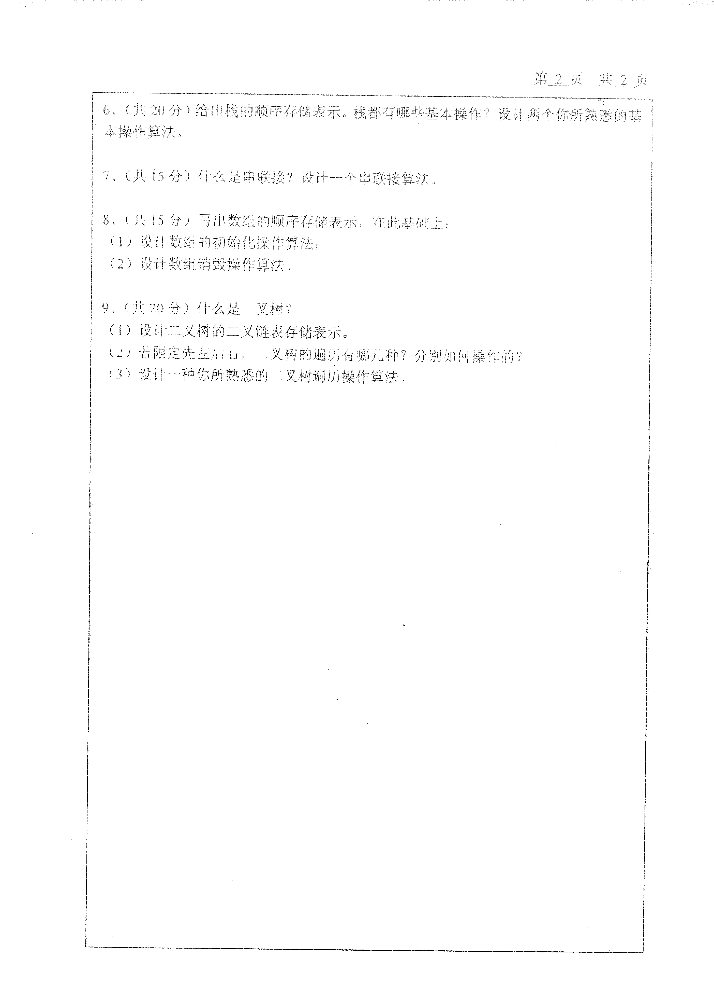 第 2 页 共 2 页
6、(共 20 分)给出栈的顺序存储表示。栈都有哪些基本操作？设计两个你所熟悉的基
本操作算法。
7、(共 15 分)什么是串联接？设计一个串联接算法。
8、(共 15 分)写出数组的顺序存储表示，在此基础上：
(1)设计数组的初始化操作算法；
(2)设计数组销毁操作算法。
9、(共 20 分)什么是二叉树？
(1)设计二叉树的二叉链表存储表示。
(2)若限定先左后右，二叉树的遍历有哪几种？分别如何操作的？
(3)设计一种你所熟悉的二叉树遍历操作算法。